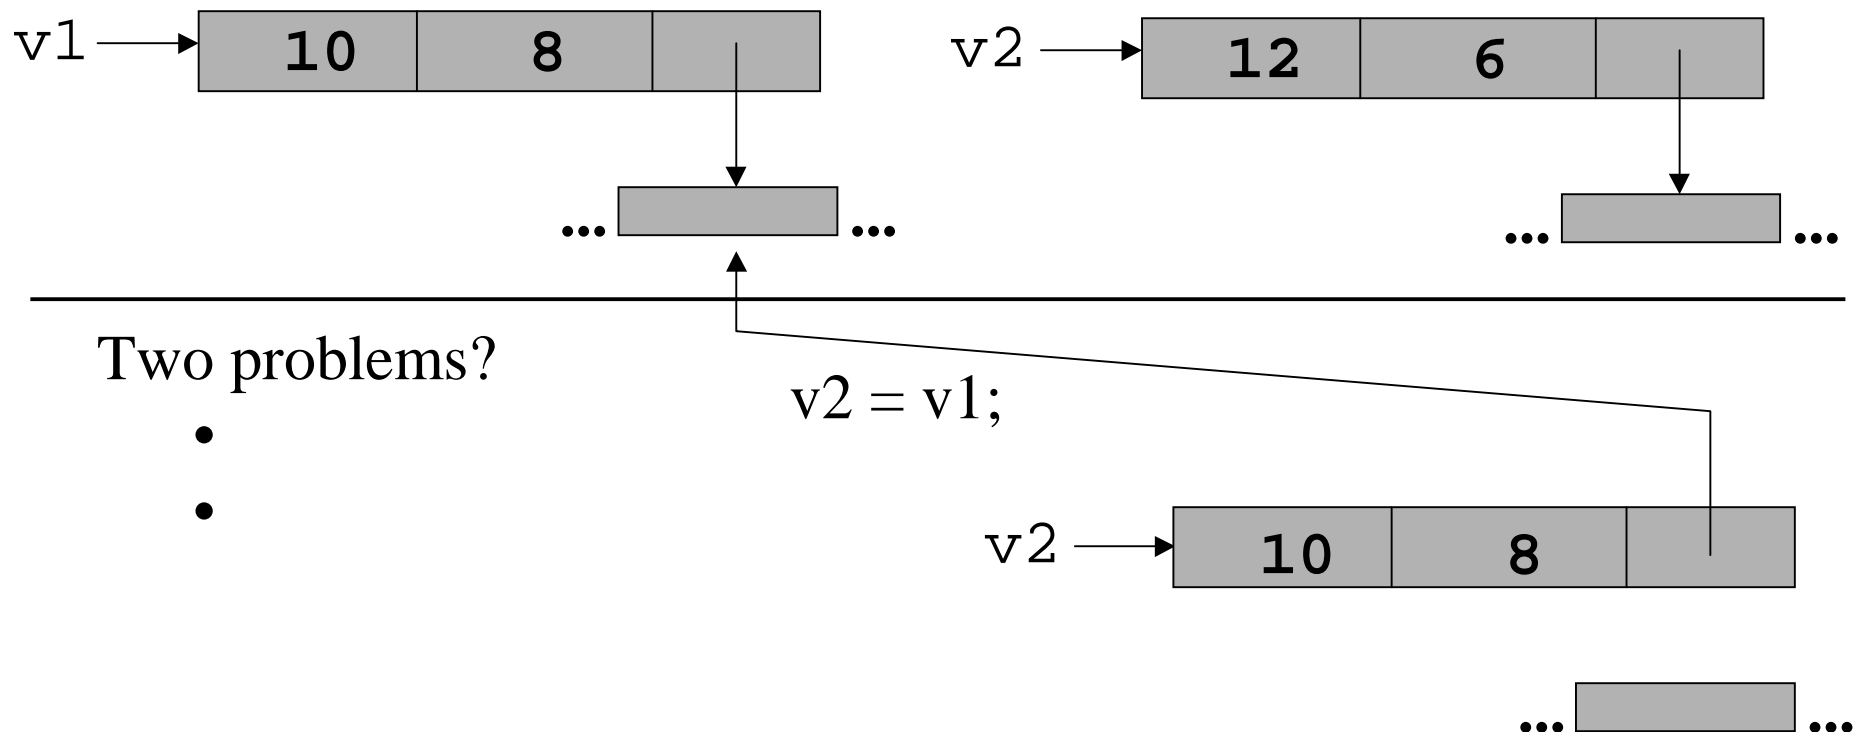 v1 10 8
v2 12 6
... ...
... ...
Two problems?
•
•
v2 = v1;
v2 10 8
... ...